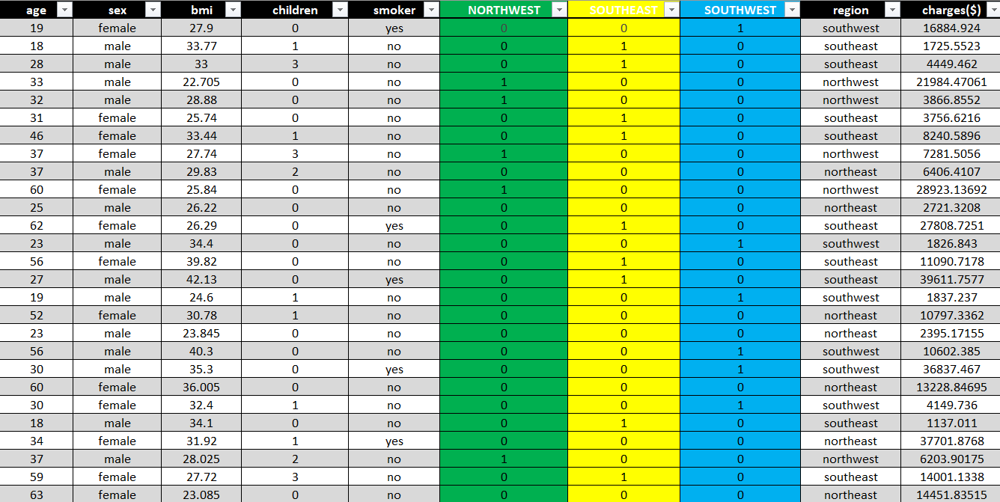 age sex bmi children smoker NORTHWEST SOUTHEAST SOUTHWEST region charges($)
19 female 27.9 0 yes 0 0 1 southwest 16884.924
18 male 33.77 1 no 0 1 0 southeast 1725.5523
28 male 33 3 no 0 1 0 southeast 4449.462
33 male 22.705 0 no 1 0 0 northwest 21984.47061
32 male 28.88 0 no 1 0 0 northwest 3866.8552
31 female 25.74 0 no 0 1 0 southeast 3756.6216
46 female 33.44 1 no 0 1 0 southeast 8240.5896
37 female 27.74 3 no 1 0 0 northwest 7281.5056
37 male 29.83 2 no 0 0 0 northeast 6406.4107
60 female 25.84 0 no 1 0 0 northwest 28923.13692
25 male 26.22 0 no 0 0 0 northeast 2721.3208
62 female 26.29 0 yes 0 1 0 southeast 27808.7251
23 male 34.4 0 no 0 0 1 southwest 1826.843
56 female 39.82 0 no 0 1 0 southeast 11090.7178
27 male 42.13 0 yes 0 1 0 southeast 39611.7577
19 male 24.6 1 no 0 0 1 southwest 1837.237
52 female 30.78 1 no 0 0 0 northeast 10797.3362
23 male 23.845 0 no 0 0 0 northeast 2395.17155
56 male 40.3 0 no 0 0 1 southwest 10602.385
30 male 35.3 0 yes 0 0 1 southwest 36837.467
60 female 36.005 0 no 0 0 0 northeast 13228.84695
30 female 32.4 1 no 0 0 1 southwest 4149.736
18 male 34.1 0 no 0 1 0 southeast 1137.011
34 female 31.92 1 yes 0 0 0 northeast 37701.8768
37 male 28.025 2 no 1 0 0 northwest 6203.90175
59 female 27.72 3 no 0 1 0 southeast 14001.1338
63 female 23.085 0 no 0 0 0 northeast 14451.83515